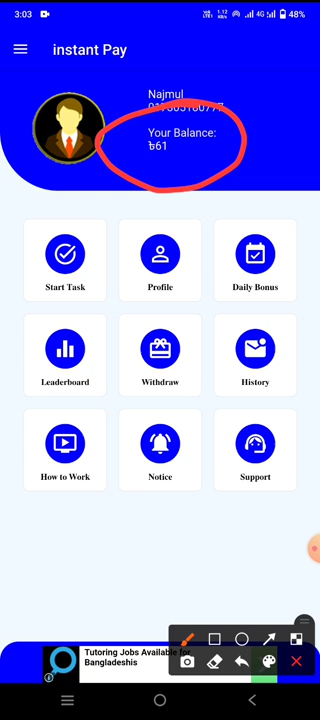 3:03
4G
48%
instant Pay
Najmul
Your Balance:
৳61
Start Task
Profile
Daily Bonus
Leaderboard
Withdraw
History
How to Work
Notice
Support
Tutoring Jobs Available for
Bangladeshis